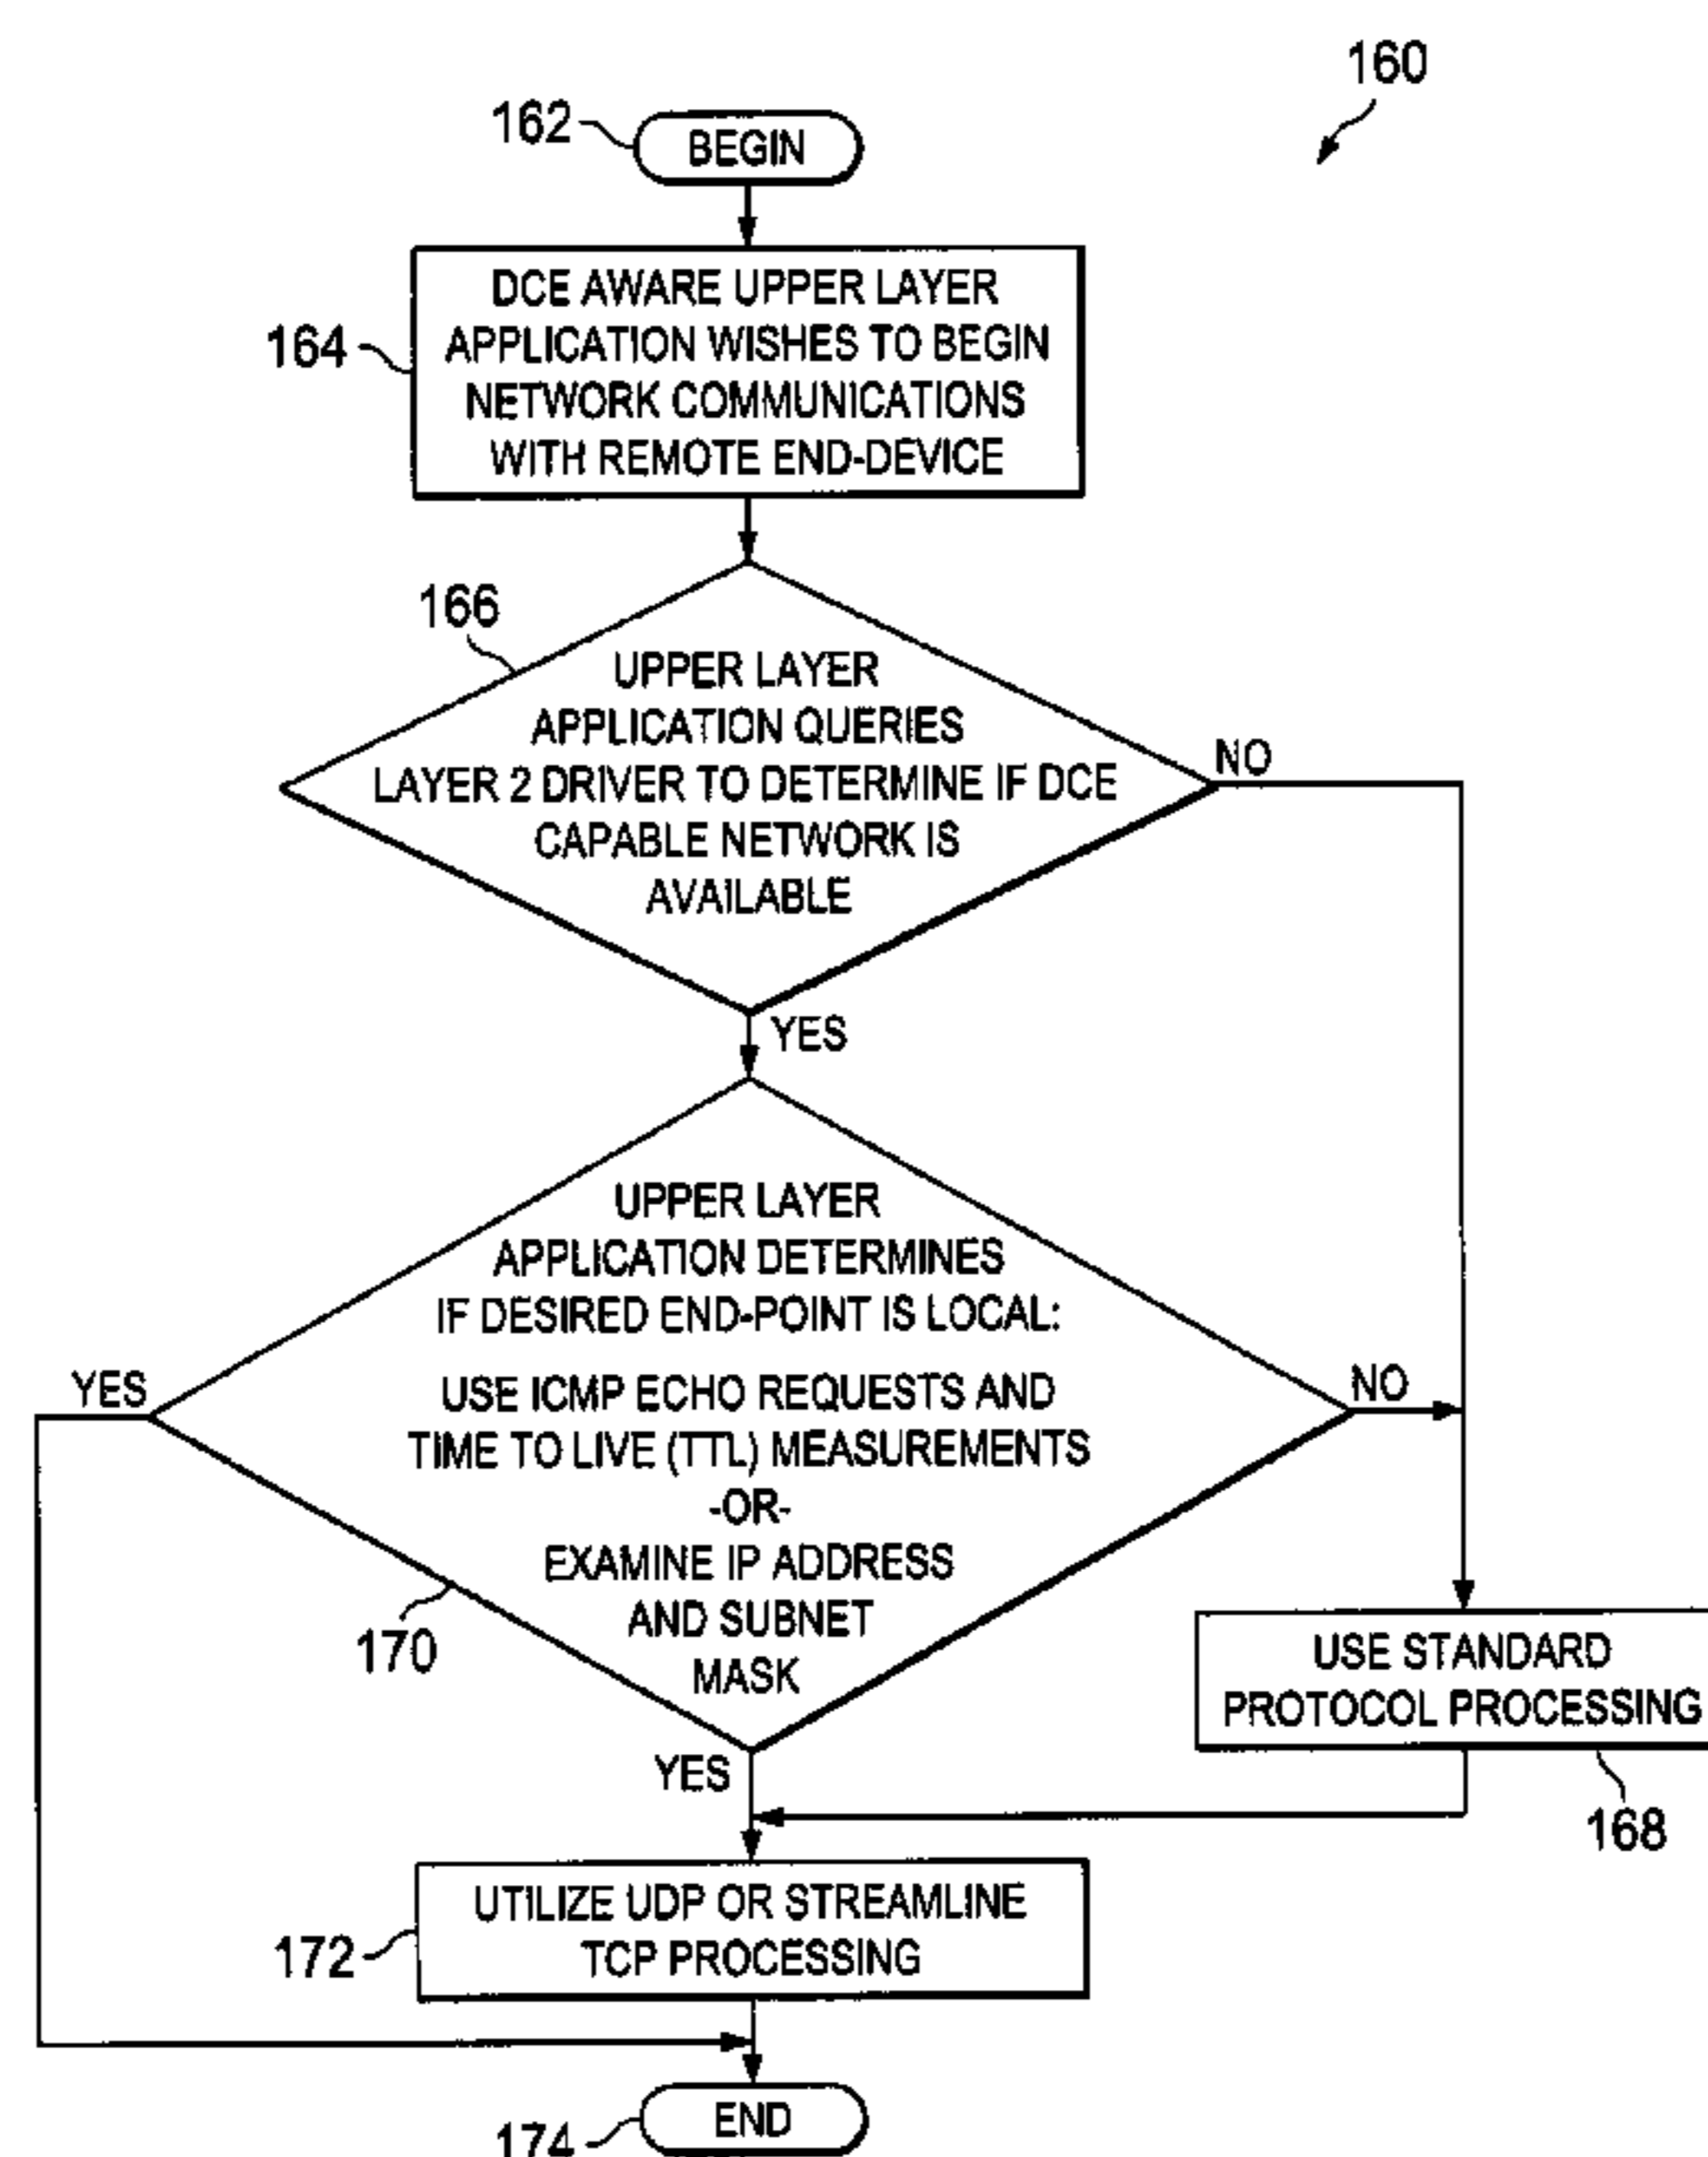 160
162
BEGIN
164
DCE AWARE UPPER LAYER
APPLICATION WISHES TO BEGIN
NETWORK COMMUNICATIONS
WITH REMOTE END-DEVICE
166
UPPER LAYER
APPLICATION QUERIES
LAYER 2 DRIVER TO DETERMINE IF DCE
CAPABLE NETWORK IS
AVAILABLE
NO
YES
UPPER LAYER
APPLICATION DETERMINES
IF DESIRED END-POINT IS LOCAL:
USE ICMP ECHO REQUESTS AND
TIME TO LIVE (TTL) MEASUREMENTS
-OR-
EXAMINE IP ADDRESS
AND SUBNET
MASK
YES
NO
170
YES
USE STANDARD
PROTOCOL PROCESSING
168
172
UTILIZE UDP OR STREAMLINE
TCP PROCESSING
174
END